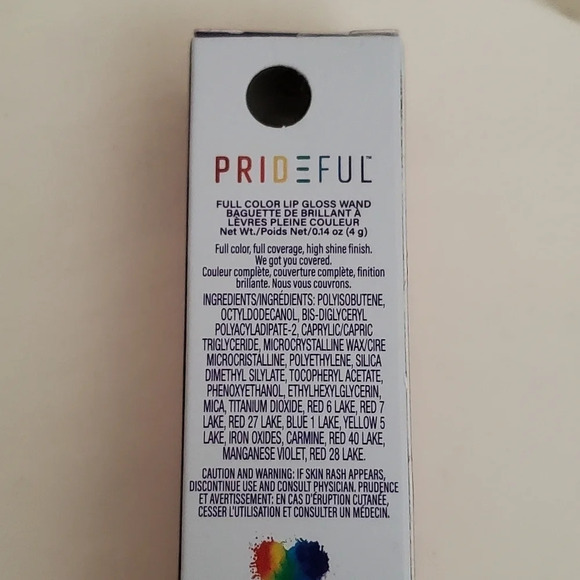 PRIDEFUL™
FULL COLOR LIP GLOSS WAND
BAGUETTE DE BRILLANT À
LÈVRES PLEINE COULEUR
Net Wt./Poids Net/0.14 oz (4 g)
Full color, full coverage, high shine finish.
We got you covered.
Couleur complète, couverture complète, finition
brillante. Nous vous couvrons.
INGREDIENTS/INGRÉDIENTS: POLYISOBUTENE,
OCTYLDODECANOL, BIS-DIGLYCERYL
POLYACYLADIPATE-2, CAPRYLIC/CAPRIC
TRIGLYCERIDE, MICROCRYSTALLINE WAX/CIRE
MICROCRISTALLINE, POLYETHYLENE, SILICA
DIMETHYL SILYLATE, TOCOPHERYL ACETATE,
PHENOXYETHANOL, ETHYLHEXYLGLYCERIN,
MICA, TITANIUM DIOXIDE, RED 6 LAKE, RED 7
LAKE, RED 27 LAKE, BLUE 1 LAKE, YELLOW 5
LAKE, IRON OXIDES, CARMINE, RED 40 LAKE,
MANGANESE VIOLET, RED 28 LAKE.
CAUTION AND WARNING: IF SKIN RASH APPEARS,
DISCONTINUE USE AND CONSULT PHYSICIAN. PRUDENCE
ET AVERTISSEMENT: EN CAS D'ÉRUPTION CUTANÉE,
CESSER L'UTILISATION ET CONSULTER UN MÉDECIN.